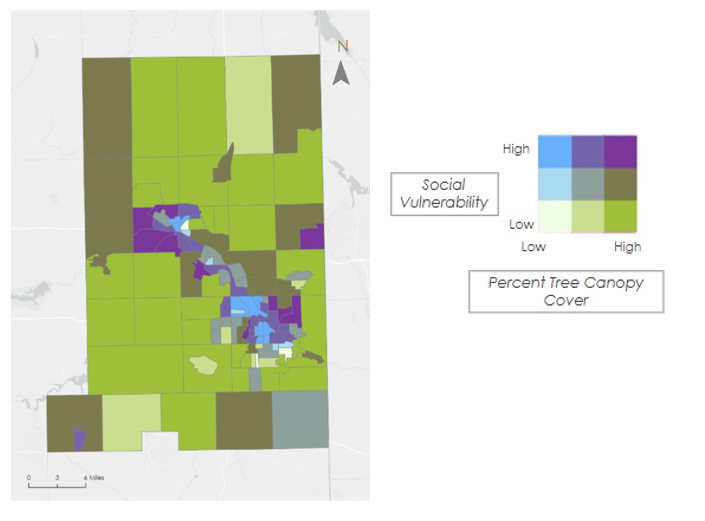 N
High
Social
Vulnerability
Low
Low
High
Percent Tree Canopy
Cover
0 3 6 Miles